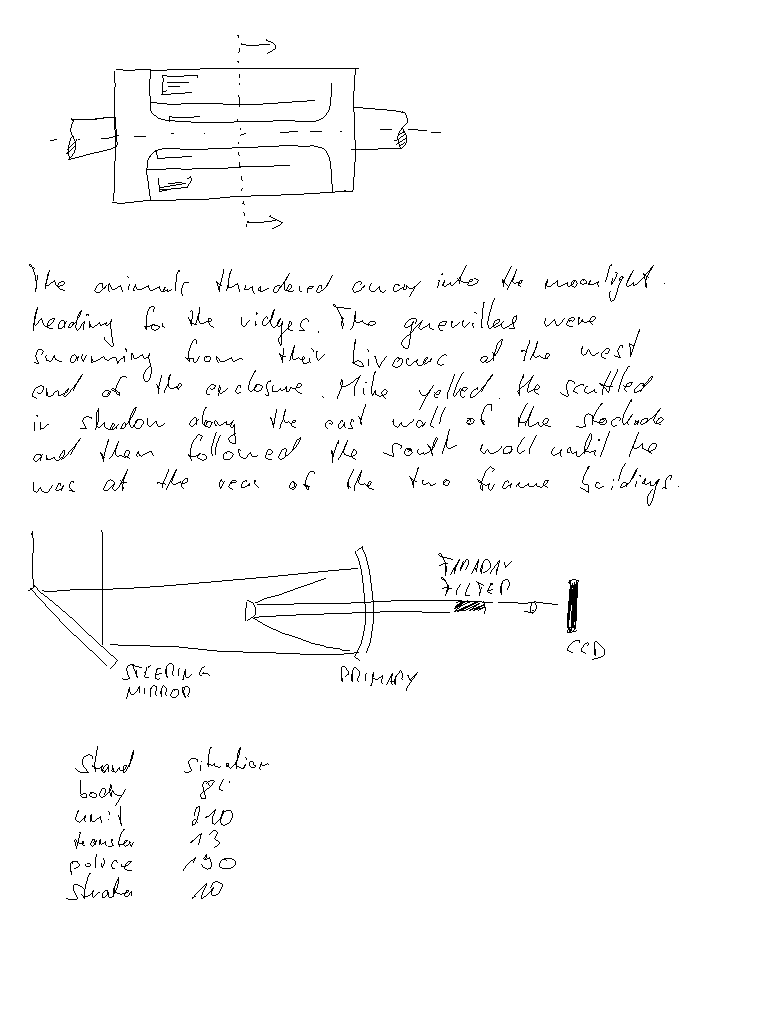 The animals thundered away into the moonlight.
heading for the ridges. The guerrillas were
swarming from their bivouac at the west
end of the enclosure. Mike yelled. He scuttled
in shadow along the east wall of the stockade
and then followed the south wall until he
was at the rear of the two frame buildings.
FARADAY
FILTER
CCD
STEERING
MIRROR
PRIMARY
Stand situation
body
unit 210
transfer 13
police 190
strata 10